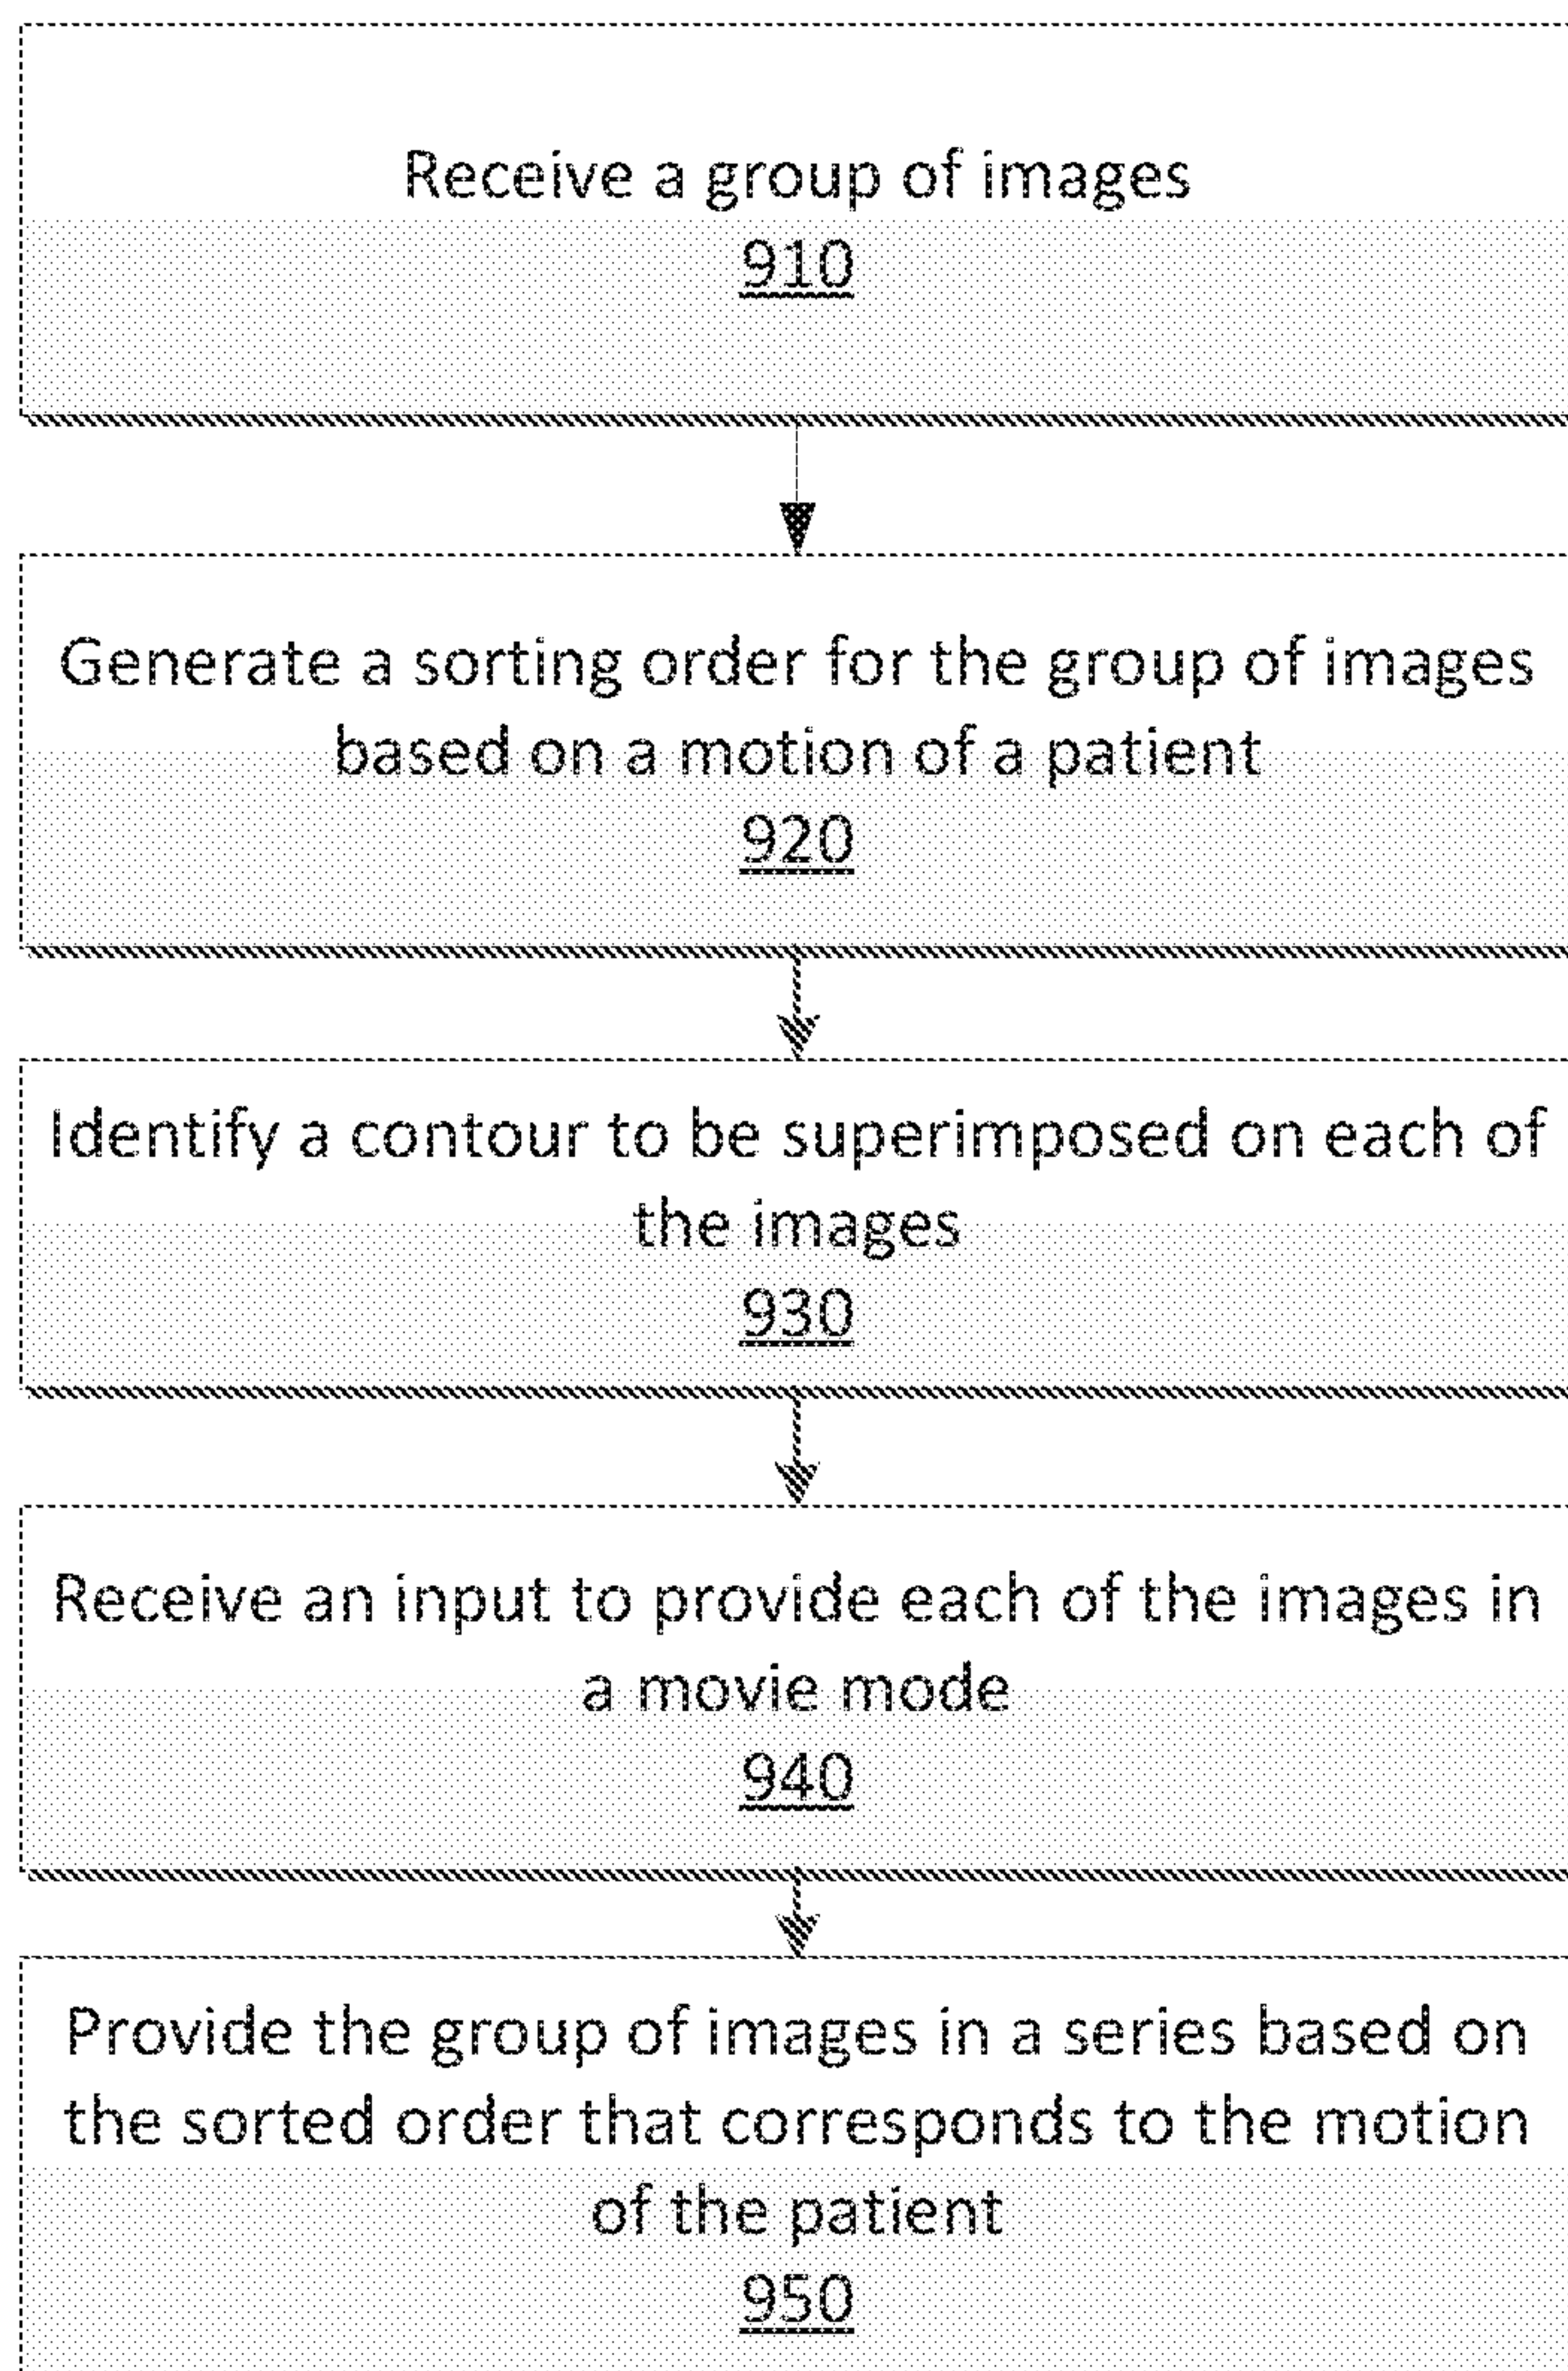 Receive a group of images
910
Generate a sorting order for the group of images
based on a motion of a patient
920
Identify a contour to be superimposed on each of
the images
930
Receive an input to provide each of the images in
a movie mode
940
Provide the group of images in a series based on
the sorted order that corresponds to the motion
of the patient
950